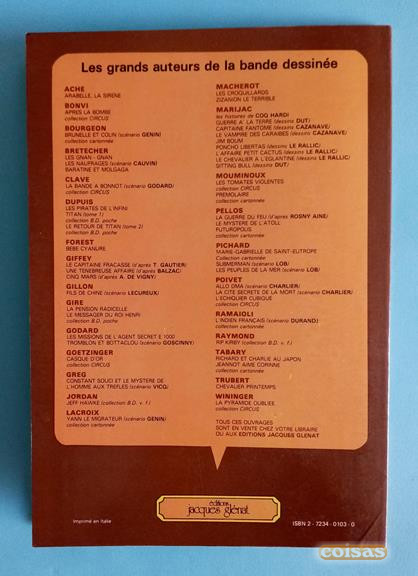 Les grands auteurs de la bande dessinée
ACHE
ARABELLE, LA SIRENE
BONVI
APRES LA BOMBE
collection CIRCUS
BOURGEON
BRUNELLE ET COLIN (scénario GENIN)
collection cartonnée
BRETECHER
LES GNAN - GNAN
LES NAUFRAGES (scénario CAUVIN)
BARATINE ET MOLGAGA
CLAVE
LA BANDE A BONNOT (scénario GODARD)
collection CIRCUS
DUPUIS
LES PIRATES DE L'INFINI
TITAN (tome 1)
collection B.D. poche
LE RETOUR DE TITAN (tome 2)
collection B.D. poche
FOREST
BEBE CYANURE
GIFFEY
LE CAPITAINE FRACASSE (d'après T. GAUTIER)
UNE TENEBREUSE AFFAIRE (d'après BALZAC)
CINQ MARS (d'après A. DE VIGNY)
GILLON
FILS DE CHINE (scénario LECUREUX)
GIRE
LA PENSION RADICELLE
LE MESSAGER DU ROI HENRI
collection B.D. poche
GODARD
LES MISSIONS DE L'AGENT SECRET E 1000
TROMBLON ET BOTTACLOU (scénario GOSCINNY)
GOETZINGER
CASQUE D'OR
collection CIRCUS
GREG
CONSTANT SOUCI ET LE MYSTERE DE
L'HOMME AUX TREFLES (scénario VICQ)
JORDAN
JEFF HAWKE (collection B.D. v. f.)
LACROIX
YANN LE MIGRATEUR (scénario GENIN)
collection cartonnée
MACHEROT
LES CROQUILLARDS
ZIZANION LE TERRIBLE
MARIJAC
les histoires de COQ HARDI
GUERRE A LA TERRE (dessins DUT)
CAPITAINE FANTOME (dessins CAZANAVE)
LE VAMPIRE DES CARAIBES (dessins CAZANAVE)
JIM BOUM
PONCHO LIBERTAS (dessins LE RALLIC)
L'AFFAIRE PETIT CACTUS (dessins LE RALLIC)
LE CHEVALIER A L'EGLANTINE (dessins LE RALLIC)
SITTING BULL (dessins DUT)
MOUMINOUX
LES TOMATES VIOLENTES
collection CIRCUS
PREMOLAIRE
collection cartonnée
PELLOS
LA GUERRE DU FEU (d'après ROSNY AINE)
LE MYSTERE DE L'ATOLL
FUTUROPOLIS
collection cartonnée
PICHARD
MARIE-GABRIELLE DE SAINT-EUTROPE
Collection cartonnée
SUBMERMAN (scénario LOB)
LES PEUPLES DE LA MER (scénario LOB)
POIVET
ALLO DMA (scénario CHARLIER)
LA CITE SECRETE DE LA MORT (scénario CHARLIER)
L'ECHIQUIER CUBIQUE
collection CIRCUS
RAMAIOLI
L'INDIEN FRANÇAIS (scénario DURAND)
collection cartonnée
RAYMOND
RIP KIRBY (collection B.D. v. f.)
TABARY
RICHARD ET CHARLIE AU JAPON
JEANNOT AIME CORINNE
collection cartonnée
TRUBERT
CHEVALIER PRINTEMPS
WININGER
LA PYRAMIDE OUBLIEE
collection CIRCUS
TOUS CES OUVRAGES
SONT EN VENTE CHEZ VOTRE LIBRAIRE
OU AUX EDITIONS JACQUES GLENAT
éditions
jacques glénat
Imprimé en Italie
ISBN 2 - 7234 - 0103 - 0
coisas